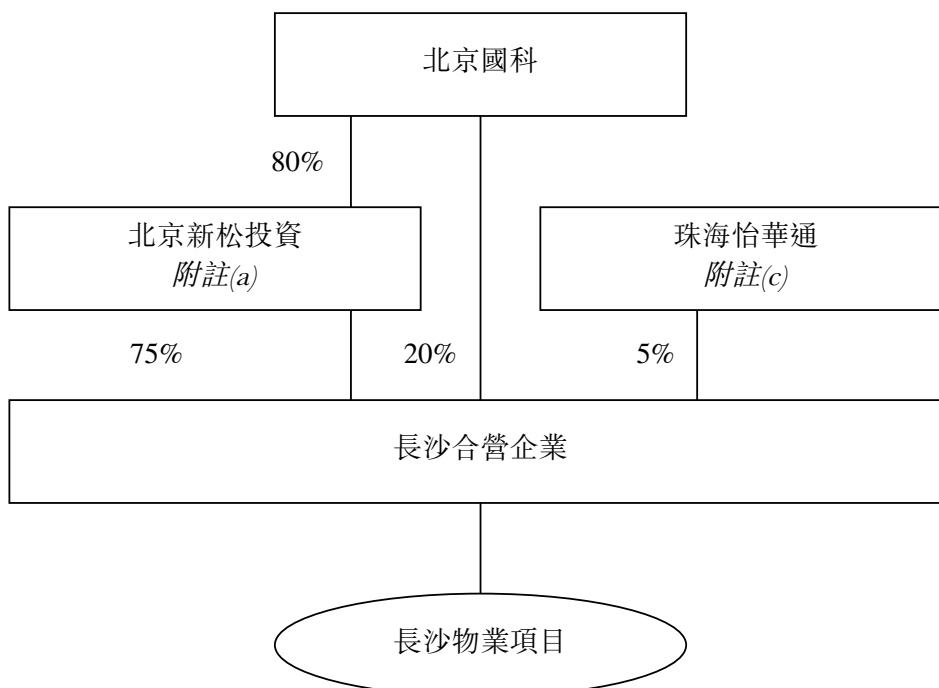 北京國科
80%
北京新松投資
附註(a)
珠海怡華通
附註(c)
75%
20%
5%
長沙合營企業
長沙物業項目